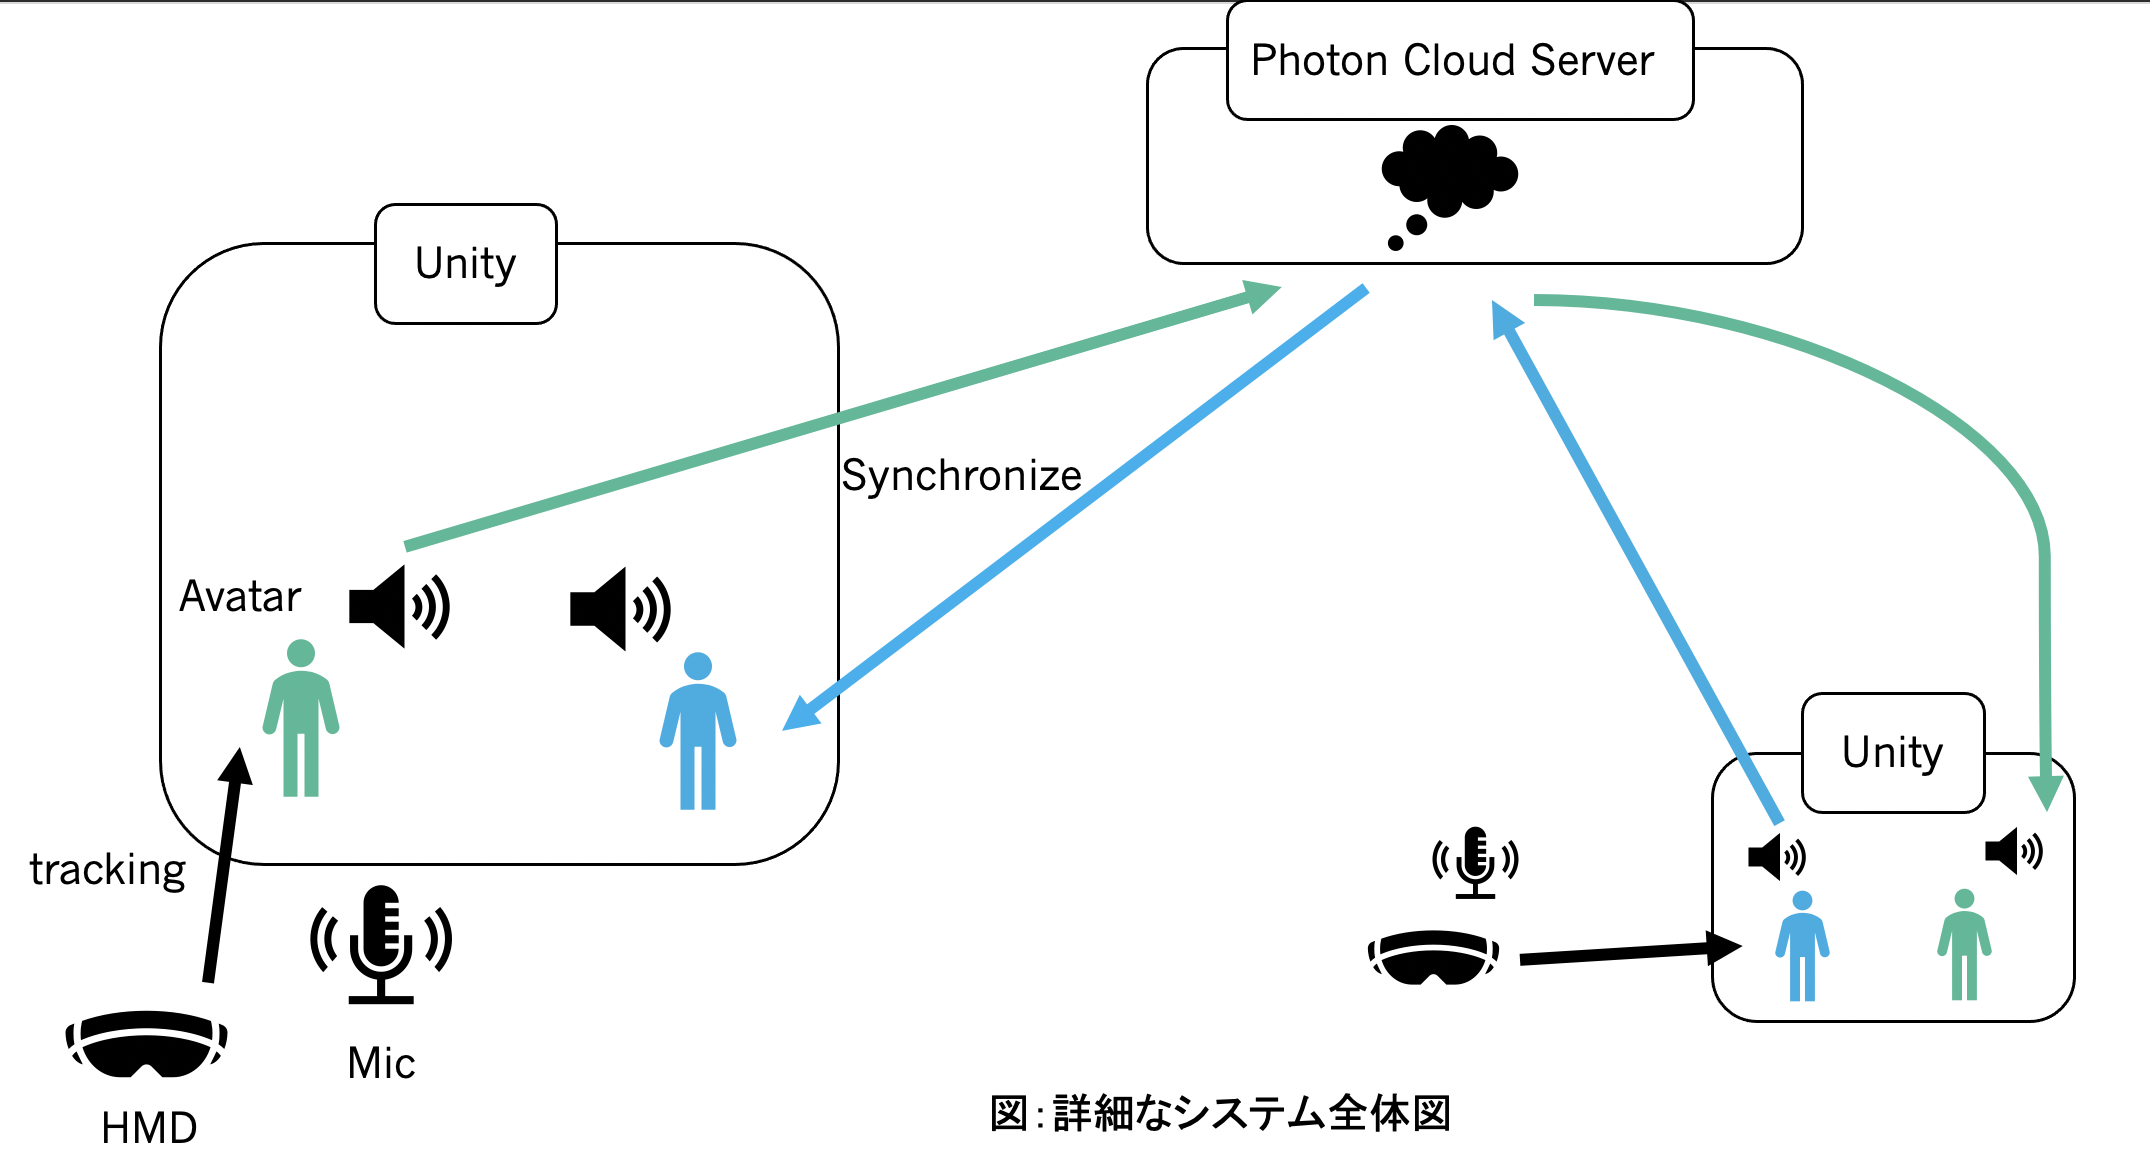 Photon Cloud Server
Unity
Synchronize
Avatar
Unity
tracking
Mic
HMD
図：詳細なシステム全体図